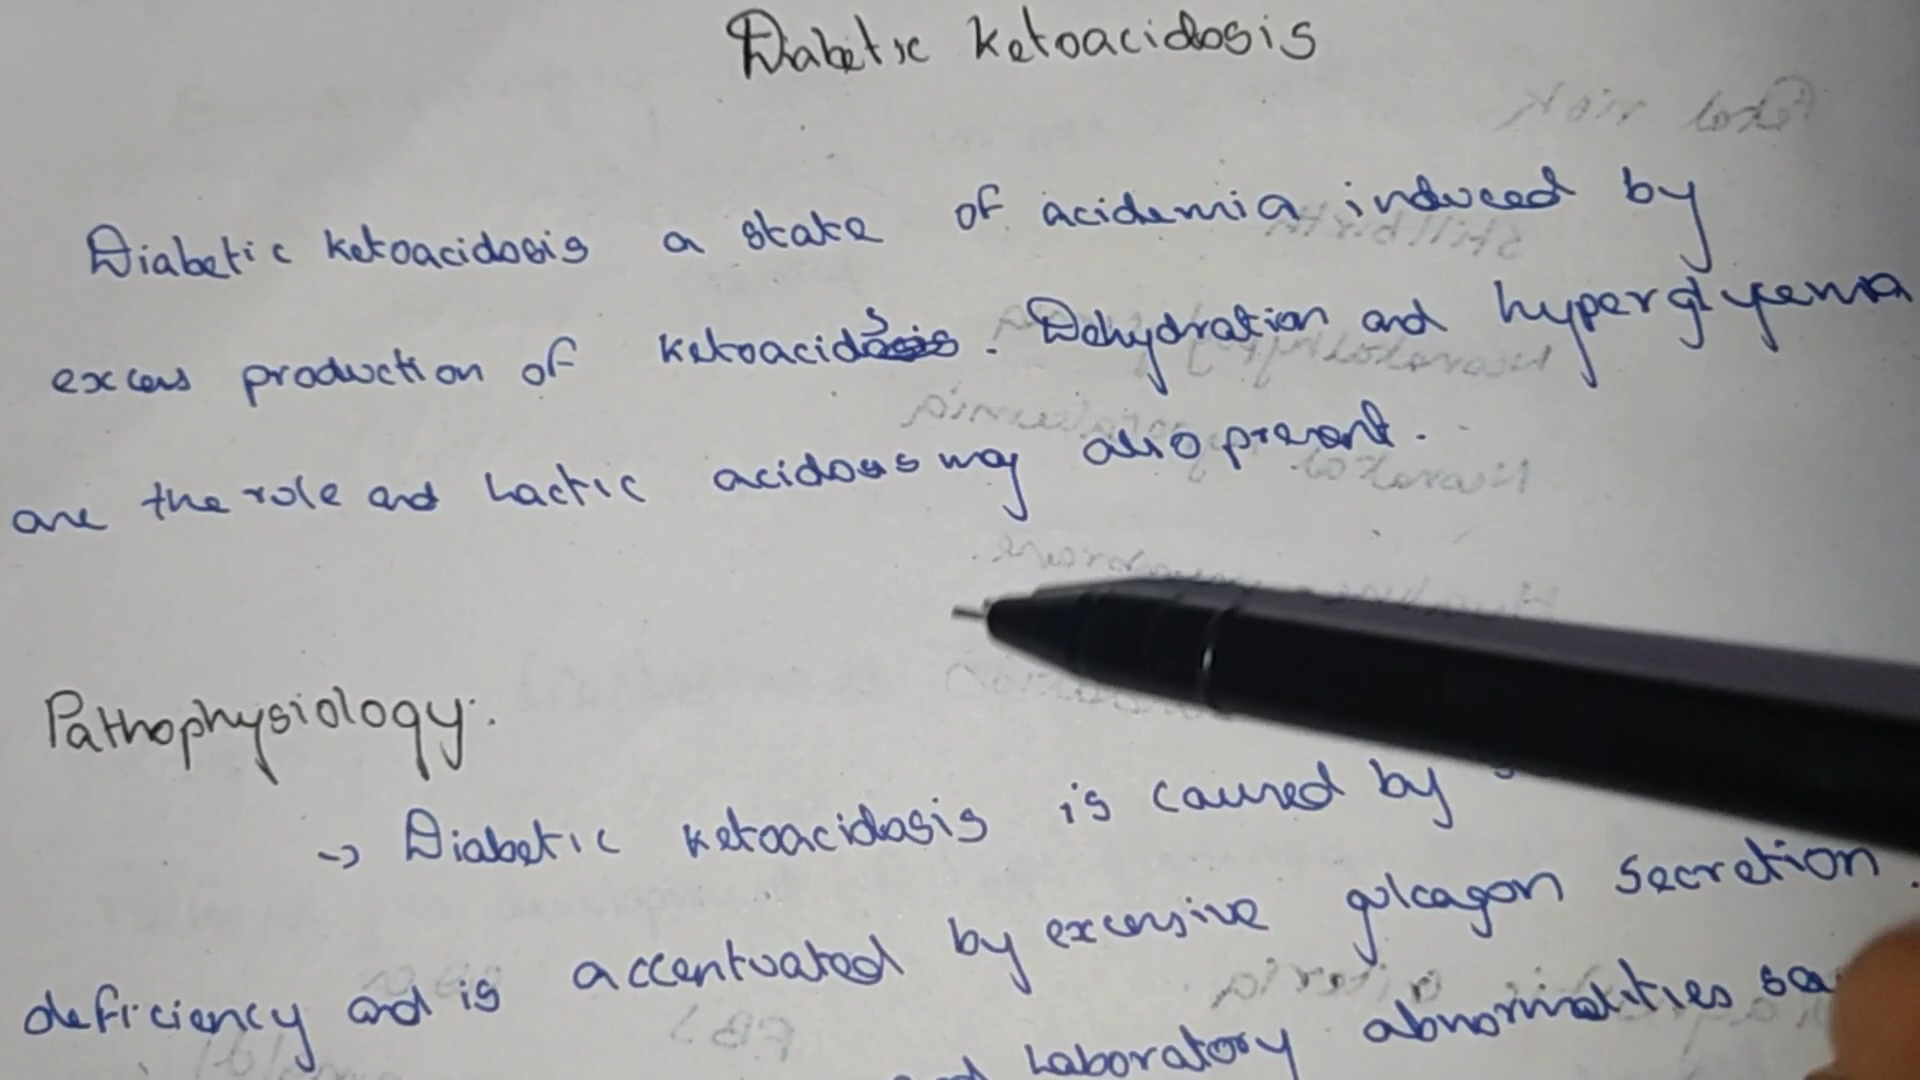 Diabetic ketoacidosis
Diabetic ketoacidosis a state of acidemia induced by
excess production of ketoacids. Dehydration and hyperglycemia
are the role and Lactic acidosis may also present.
Pathophysiology:
-> Diabetic ketoacidosis is caused by
deficiency and is accentuated by excessive gulcagon secretion.
Laboratory abnormalities